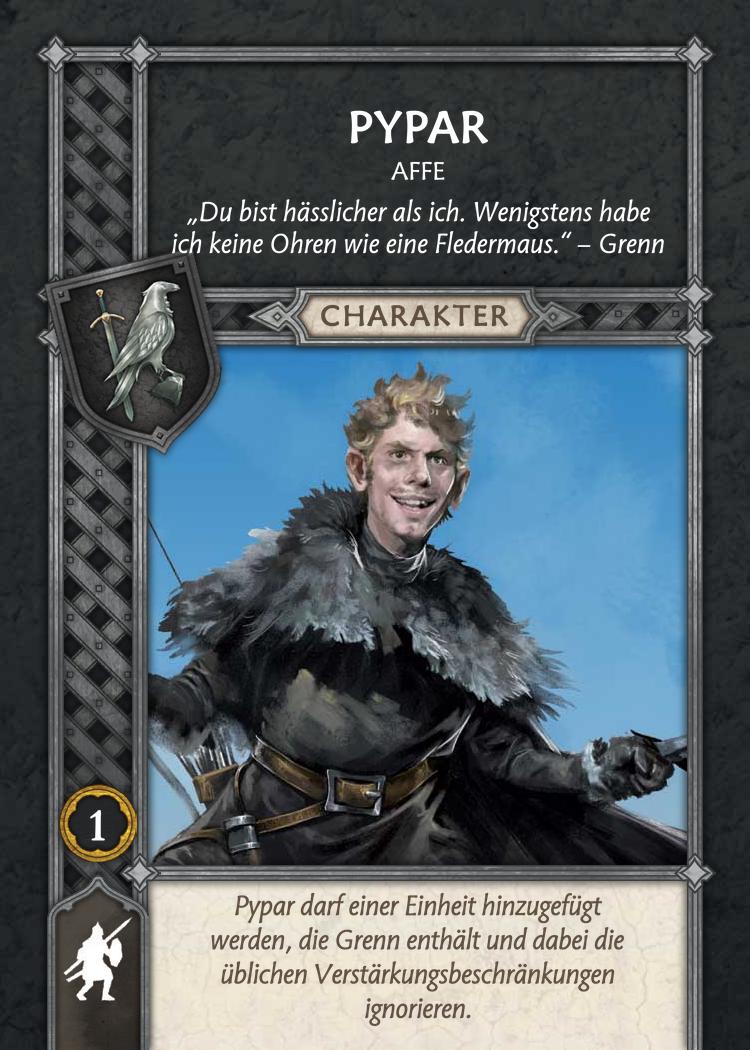 PYPAR
AFFE
„Du bist hässlicher als ich. Wenigstens habe
ich keine Ohren wie eine Fledermaus.“ – Grenn
CHARAKTER
1
Pypar darf einer Einheit hinzugefügt
werden, die Grenn enthält und dabei die
üblichen Verstärkungsbeschränkungen
ignorieren.